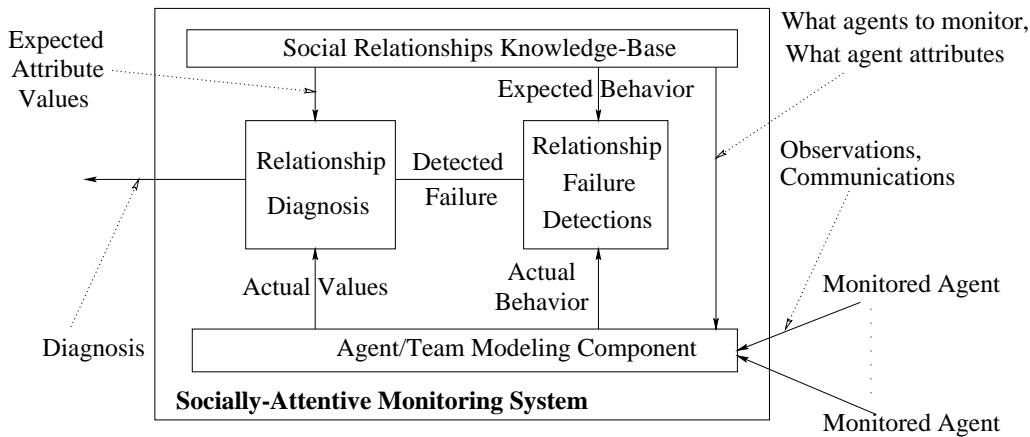 Expected
Attribute
Values
Social Relationships Knowledge-Base
What agents to monitor,
What agent attributes
Expected Behavior
Relationship
Diagnosis
Detected
Failure
Relationship
Failure
Detections
Observations,
Communications
Actual Values
Actual
Behavior
Monitored Agent
Diagnosis
Agent/Team Modeling Component
Socially-Attentive Monitoring System
Monitored Agent